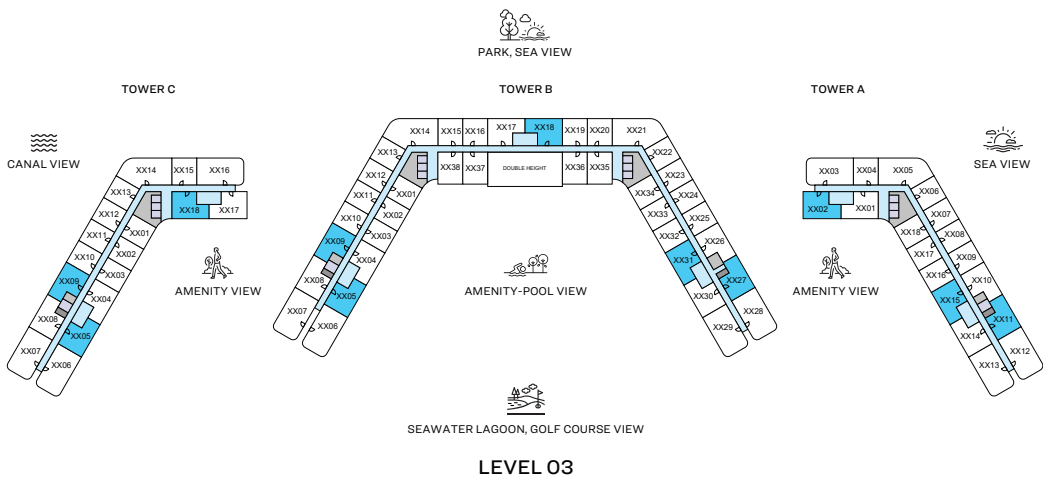 PARK, SEA VIEW
TOWER C
TOWER B
TOWER A
CANAL VIEW
SEA VIEW
XX14
XX15
XX16
XX13
XX12
XX11
XX10
XX09
XX08
XX07
XX18
XX17
XX01
XX02
XX03
XX04
XX05
XX06
AMENITY VIEW
XX14
XX15
XX16
XX17
XX18
XX19
XX20
XX21
XX13
XX12
XX11
XX10
XX09
XX08
XX07
XX38
XX37
DOUBLE HEIGHT
XX36
XX35
XX01
XX02
XX03
XX04
XX05
XX06
XX22
XX23
XX24
XX25
XX26
XX27
XX28
XX34
XX33
XX32
XX31
XX30
XX29
AMENITY-POOL VIEW
XX03
XX04
XX05
XX02
XX01
XX06
XX07
XX08
XX09
XX10
XX11
XX12
XX18
XX17
XX16
XX15
XX14
XX13
AMENITY VIEW
SEAWATER LAGOON, GOLF COURSE VIEW
LEVEL 03